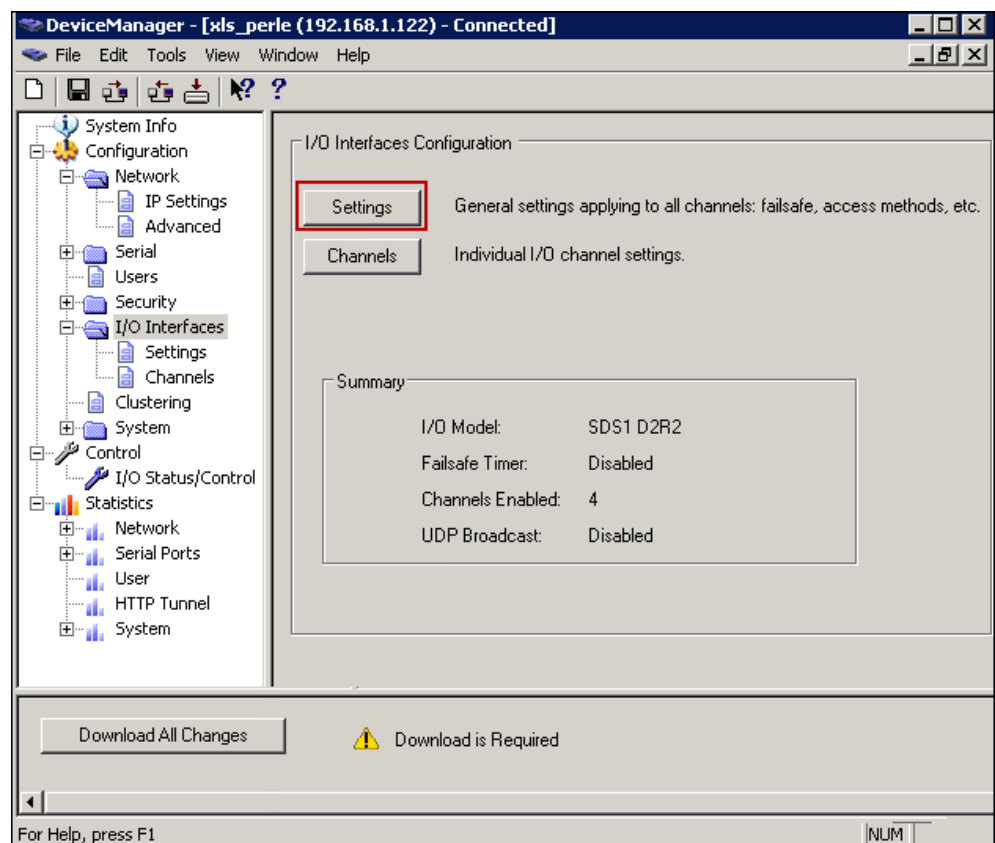 DeviceManager - [xls_perle (192.168.1.122) - Connected]
File Edit Tools View Window Help
System Info
Configuration
Network
IP Settings
Advanced
Serial
Users
Security
I/O Interfaces
Settings
Channels
Clustering
System
Control
I/O Status/Control
Statistics
Network
Serial Ports
User
HTTP Tunnel
System
I/O Interfaces Configuration
Settings General settings applying to all channels: failsafe, access methods, etc.
Channels Individual I/O channel settings.
Summary
I/O Model: SDS1 D2R2
Failsafe Timer: Disabled
Channels Enabled: 4
UDP Broadcast: Disabled
Download All Changes Download is Required
For Help, press F1 NUM